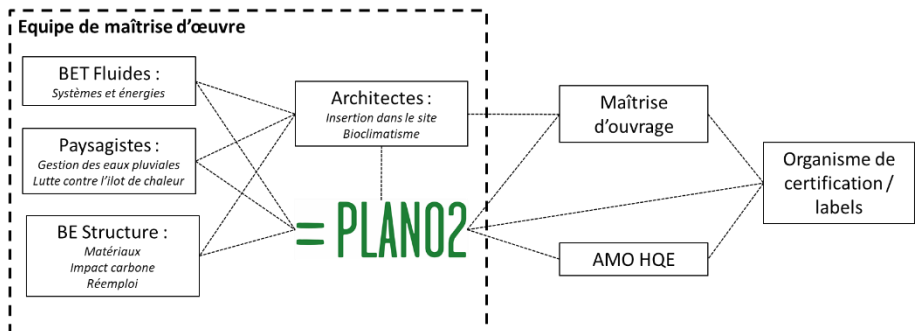 Equipe de maîtrise d'œuvre
BET Fluides :
Systèmes et énergies
Paysagistes :
Gestion des eaux pluviales
Lutte contre l'ilot de chaleur
BE Structure :
Matériaux
Impact carbone
Réemploi
Architectes :
Insertion dans le site
Bioclimatisme
= PLAN02
Maîtrise
d'ouvrage
AMO HQE
Organisme de
certification /
labels